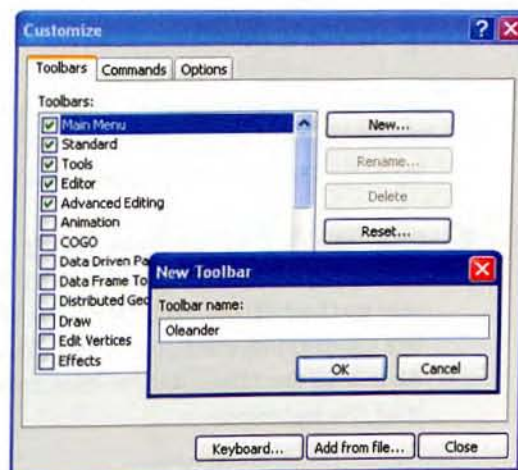 Customize
Toolbars Commands Options
Toolbars:
Main Menu
Standard
Tools
Editor
Advanced Editing
Animation
COGO
Data Driven Pa
Data Frame To
Distributed Geo
Draw
Edit Vertices
Effects
New...
Rename...
Delete
Reset...
New Toolbar
Toolbar name:
Oleander
OK Cancel
Keyboard... Add from file... Close